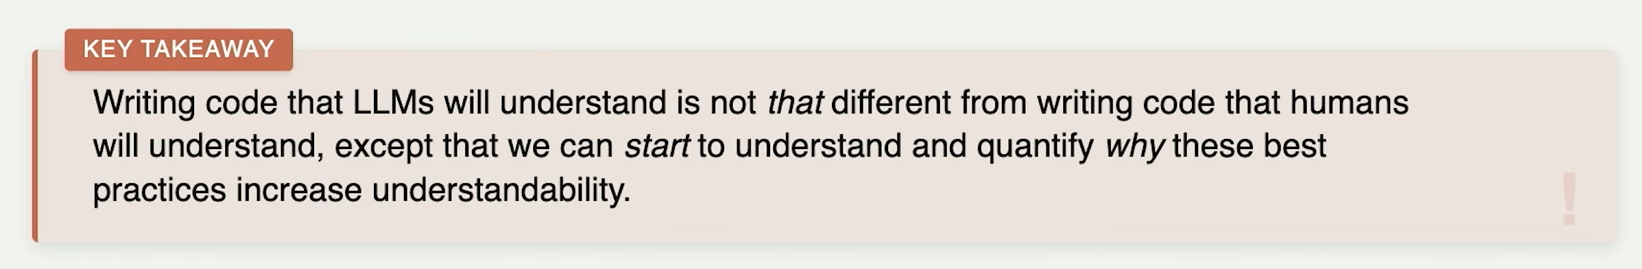 KEY TAKEAWAY
Writing code that LLMs will understand is not that different from writing code that humans
will understand, except that we can start to understand and quantify why these best
practices increase understandability.
!